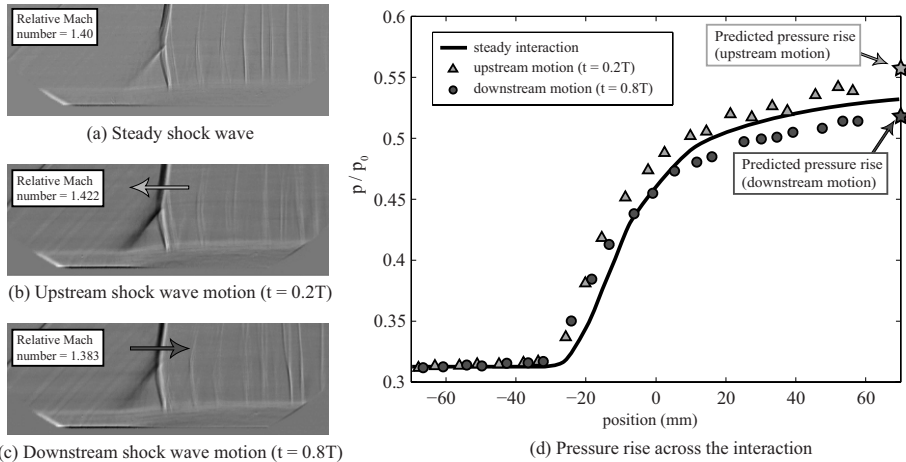 Relative Mach
number = 1.40
(a) Steady shock wave
Relative Mach
number = 1.422
(b) Upstream shock wave motion (t = 0.2T)
Relative Mach
number = 1.383
(c) Downstream shock wave motion (t = 0.8T)
0.6
0.55
0.5
0.45
0.4
0.35
0.3
p / p0
steady interaction
upstream motion (t = 0.2T)
downstream motion (t = 0.8T)
Predicted pressure rise
(upstream motion)
Predicted pressure rise
(downstream motion)
−60 −40 −20 0 20 40 60
position (mm)
(d) Pressure rise across the interaction